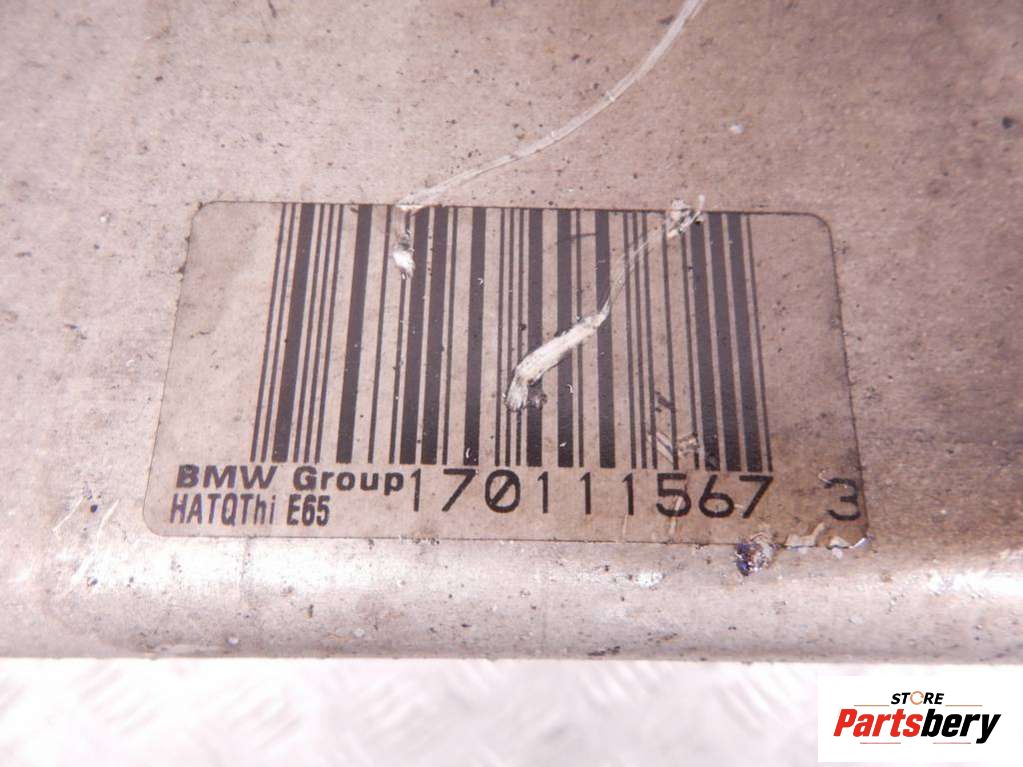 BMW Group 170111567 3
HATQThi E65
STORE
Partsbery